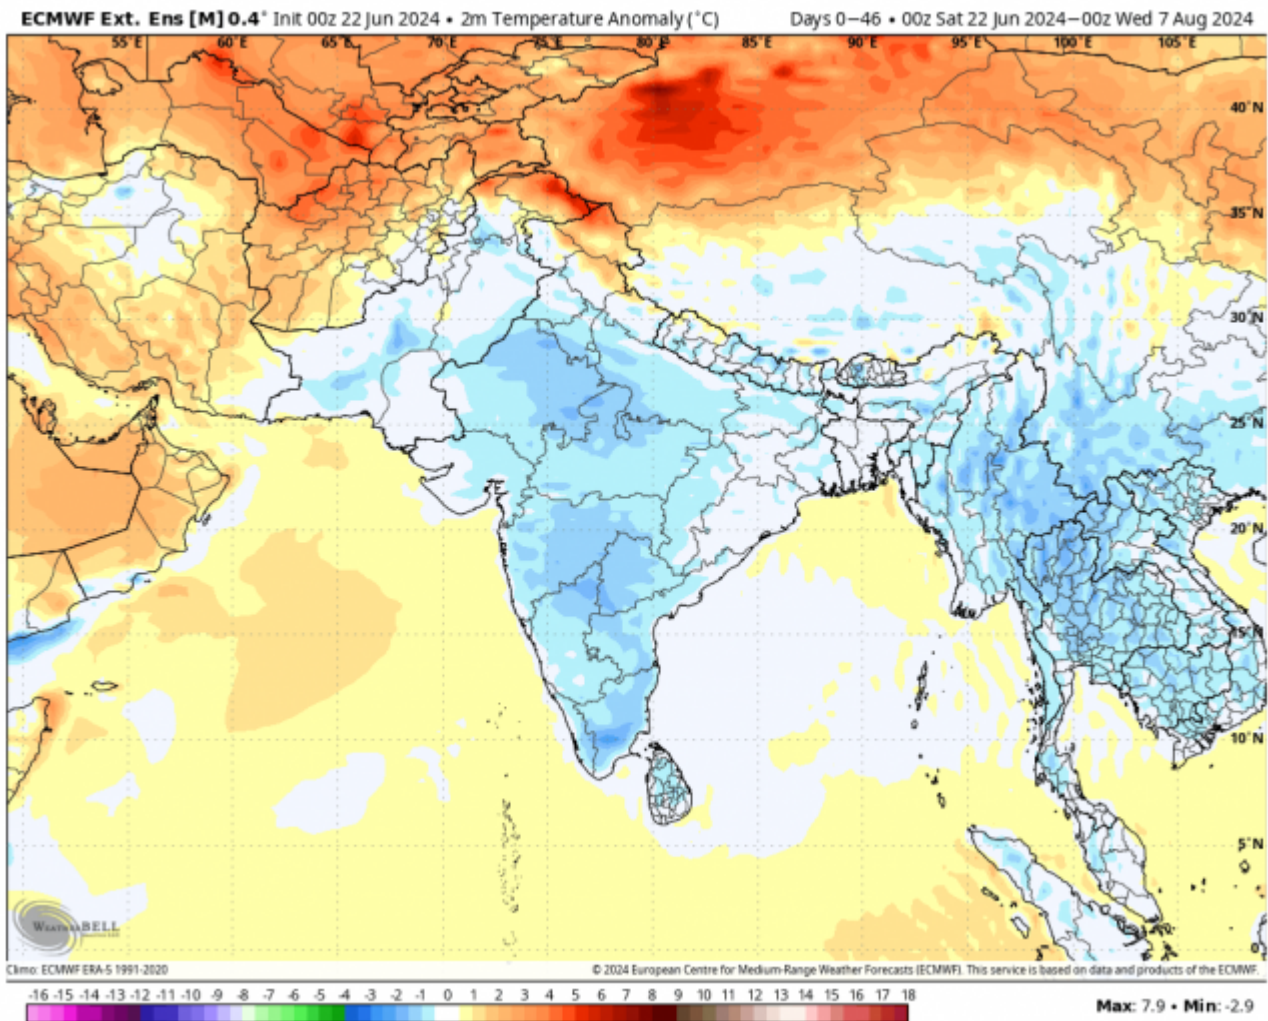 ECMWF Ext. Ens [M] 0.4° Init 00z 22 Jun 2024 • 2m Temperature Anomaly (°C) Days 0−46 • 00z Sat 22 Jun 2024−00z Wed 7 Aug 2024
55°E 60°E 65°E 70°E 75°E 80°E 85°E 90°E 95°E 100°E 105°E
40°N
35°N
30°N
25°N
20°N
15°N
10°N
5°N
0
WEATHERBELL
Climo: ECMWF ERA-5 1991-2020 © 2024 European Centre for Medium-Range Weather Forecasts (ECMWF). This service is based on data and products of the ECMWF.
-16 -15 -14 -13 -12 -11 -10 -9 -8 -7 -6 -5 -4 -3 -2 -1 0 1 2 3 4 5 6 7 8 9 10 11 12 13 14 15 16 17 18
Max: 7.9 • Min: -2.9